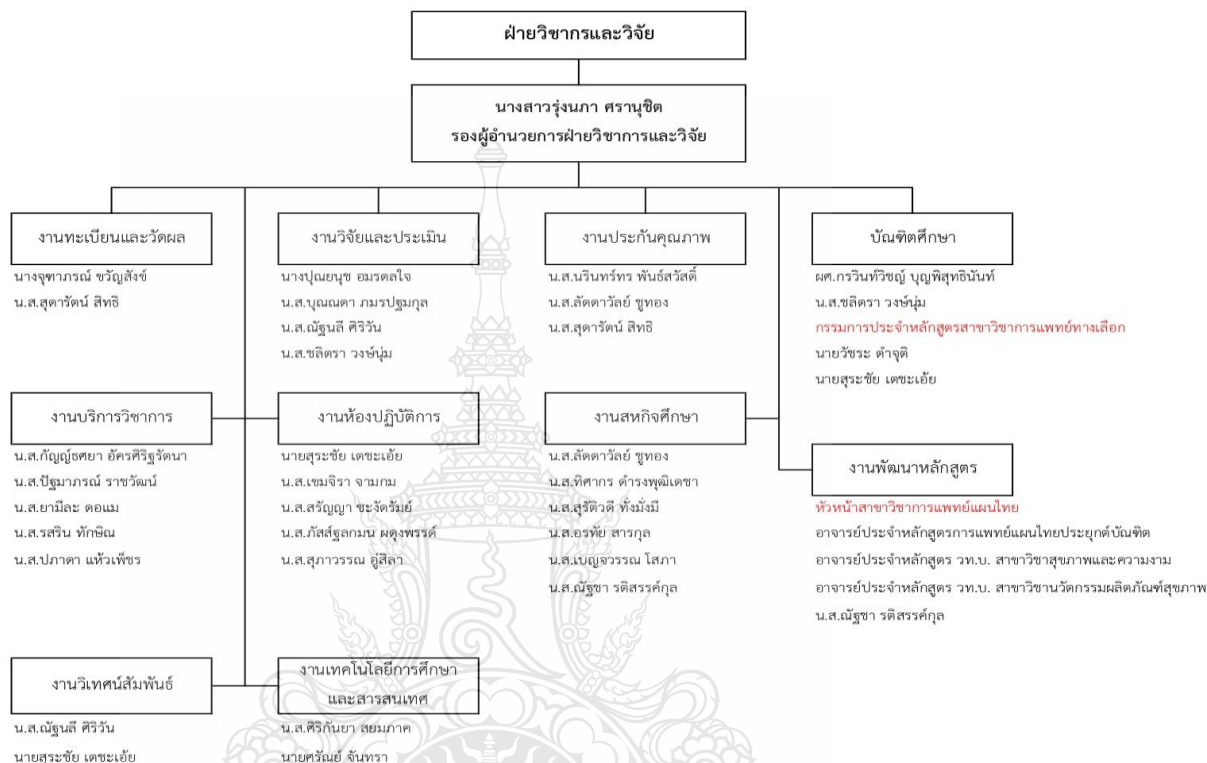 ฝ่ายวิชากรและวิจัย
นางสาวรุ่งนภา ศรานุชิต
รองผู้อำนวยการฝ่ายวิชาการและวิจัย
งานทะเบียนและวัดผล
นางจุฑาภรณ์ ขวัญสังข์
น.ส.สุดารัตน์ สิทธิ
งานวิจัยและประเมิน
นางปุณยนุช อมรดลใจ
น.ส.บุณณดา ภมรปฐมกุล
น.ส.ณัฐนลี ศิริวัน
น.ส.ชลิตรา วงษ์นุ่ม
งานประกันคุณภาพ
น.ส.นรินทร์ทร พันธ์สวัสดิ์
น.ส.ลัดดาวัลย์ ชูทอง
น.ส.สุดารัตน์ สิทธิ
บัณฑิตศึกษา
ผศ.กรวินท์วิชญ์ บุญพิสุทธินันท์
น.ส.ชลิตรา วงษ์นุ่ม
กรรมการประจำหลักสูตรสาขาวิชาการแพทย์ทางเลือก
นายวัชระ ดำจุติ
นายสุระชัย เตชะเอ้ย
งานบริการวิชาการ
น.ส.กัญญ์ธศยา อัครศิริฐรัตนา
น.ส.ปัฐมาภรณ์ ราชวัฒน์
น.ส.ยามีละ ดอแม
น.ส.รสริน ทักษิณ
น.ส.ปภาดา แห้วเพ็ชร
งานห้องปฏิบัติการ
นายสุระชัย เตชะเอ้ย
น.ส.เขมจิรา จามกม
น.ส.สรัญญา ชะงัดรัมย์
น.ส.ภัสส์ฐลกมน ผดุงพรรค์
น.ส.สุภาวรรณ อู่สิลา
งานสหกิจศึกษา
น.ส.ลัดดาวัลย์ ชูทอง
น.ส.ทิศากร ดำรงพุฒิเดชา
น.ส.สุรัติวดี ทั่งมั่งมี
น.ส.อรทัย สารกุล
น.ส.เบญจวรรณ โสภา
น.ส.ณัฐชา รติสรรค์กุล
งานพัฒนาหลักสูตร
หัวหน้าสาขาวิชาการแพทย์แผนไทย
อาจารย์ประจำหลักสูตรการแพทย์แผนไทยประยุกต์บัณฑิต
อาจารย์ประจำหลักสูตร วท.บ. สาขาวิชาสุขภาพและความงาม
อาจารย์ประจำหลักสูตร วท.บ. สาขาวิชานวัตกรรมผลิตภัณฑ์สุขภาพ
น.ส.ณัฐชา รติสรรค์กุล
งานวิเทศน์สัมพันธ์
น.ส.ณัฐนลี ศิริวัน
นายสุระชัย เตชะเอ้ย
งานเทคโนโลยีการศึกษา
และสารสนเทศ
น.ส.ศิริกันยา สยมภาค
นายศรัณย์ จันทรา